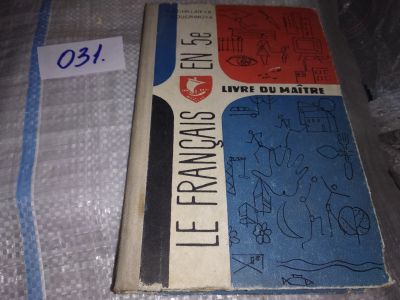 031.
LE FRANÇAIS EN 5e
LIVRE DU MAÎTRE